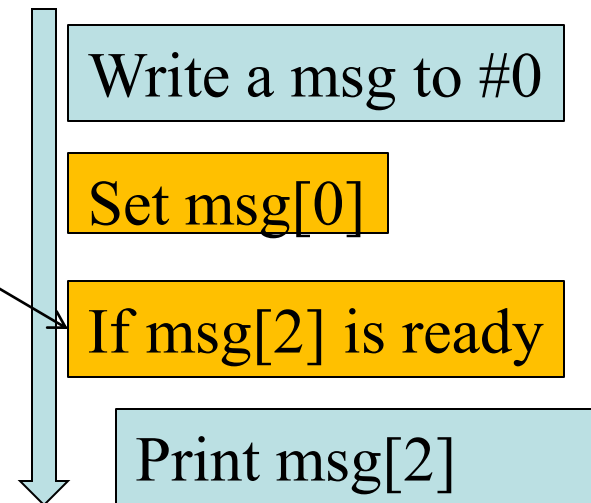 Write a msg to #0
Set msg[0]
If msg[2] is ready
Print msg[2]